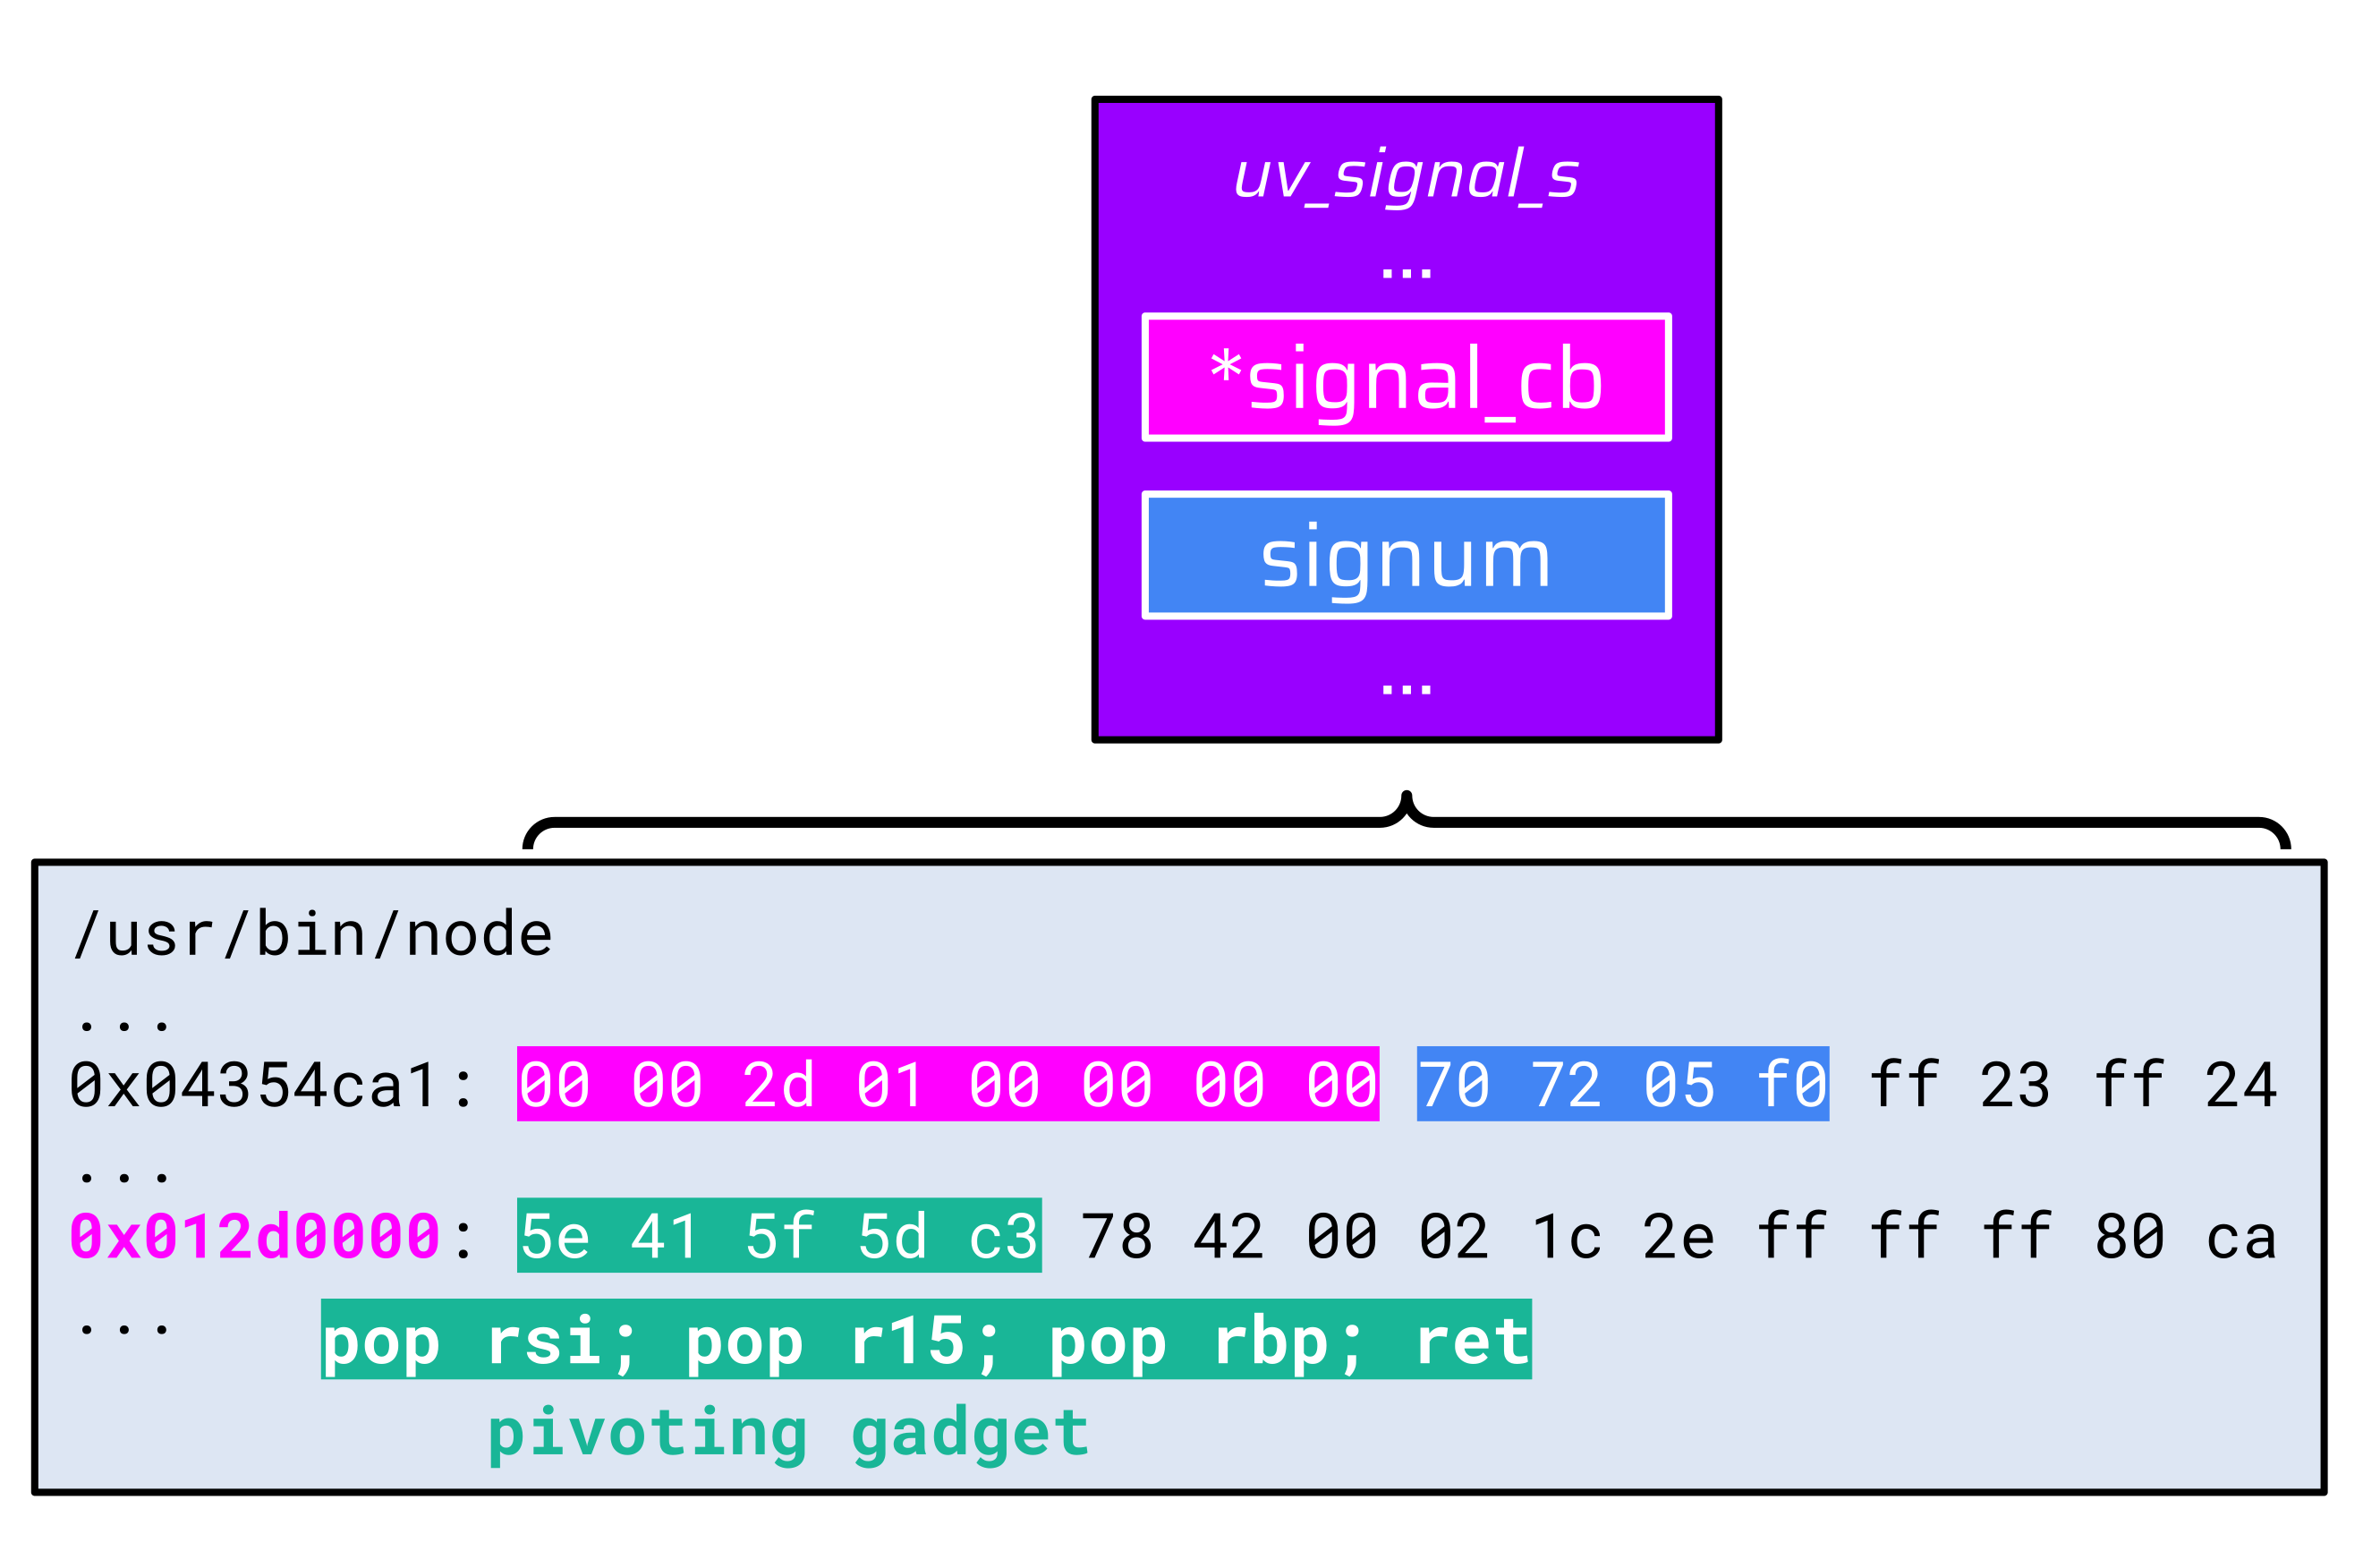 uv_signal_s
...
*signal_cb
signum
...
/usr/bin/node
...
0x04354ca1: 00 00 2d 01 00 00 00 00 70 72 05 f0 ff 23 ff 24
...
0x012d0000: 5e 41 5f 5d c3 78 42 00 02 1c 2e ff ff ff 80 ca
... pop rsi; pop r15; pop rbp; ret
pivoting gadget